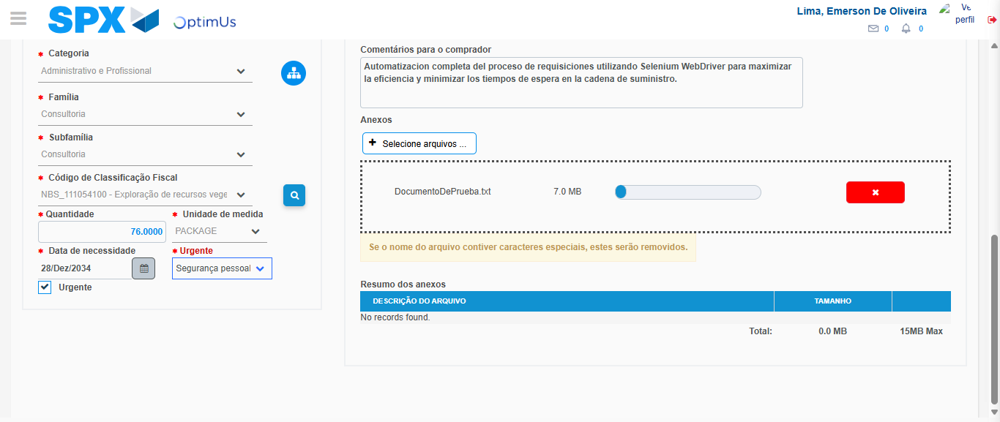 SPX
OptimUs
Lima, Emerson De Oliveira
Ve
perfil
0
0
* Categoria
Administrativo e Profissional
* Família
Consultoria
* Subfamília
Consultoria
* Código de Classificação Fiscal
NBS_111054100 - Exploração de recursos vege
* Quantidade
* Unidade de medida
76.0000
PACKAGE
* Data de necessidade
* Urgente
28/Dez/2034
Segurança pessoal
Urgente
Comentários para o comprador
Automatizacion completa del proceso de requisiciones utilizando Selenium WebDriver para maximizar
la eficiencia y minimizar los tiempos de espera en la cadena de suministro.
Anexos
+ Selecione arquivos ...
DocumentoDePrueba.txt
7.0 MB
Se o nome do arquivo contiver caracteres especiais, estes serão removidos.
Resumo dos anexos
DESCRIÇÃO DO ARQUIVO
TAMANHO
No records found.
Total:
0.0 MB
15MB Max